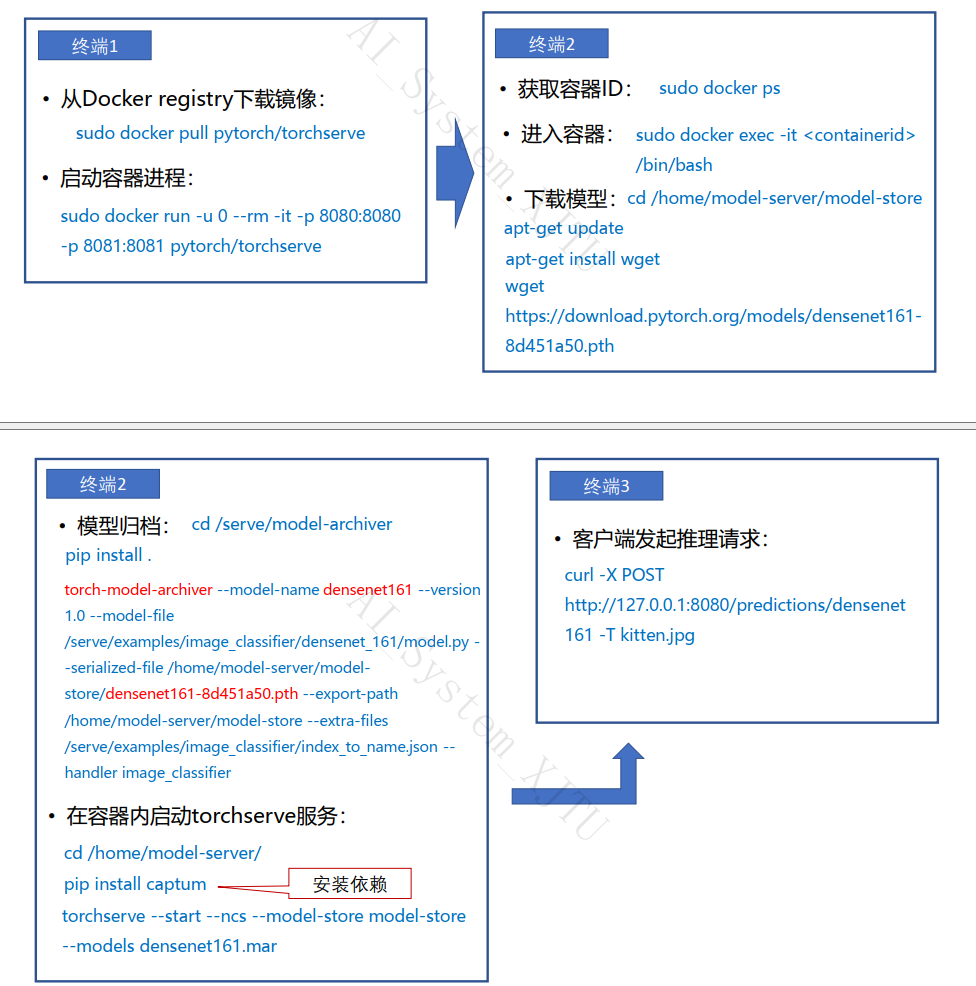 终端1
• 从Docker registry下载镜像：
sudo docker pull pytorch/torchserve
• 启动容器进程：
sudo docker run -u 0 --rm -it -p 8080:8080
-p 8081:8081 pytorch/torchserve
终端2
• 获取容器ID： sudo docker ps
• 进入容器： sudo docker exec -it <containerid>
/bin/bash
• 下载模型：cd /home/model-server/model-store
apt-get update
apt-get install wget
wget
https://download.pytorch.org/models/densenet161-
8d451a50.pth
AI_System_XJTU
终端2
• 模型归档： cd /serve/model-archiver
pip install .
torch-model-archiver --model-name densenet161 --version
1.0 --model-file
/serve/examples/image_classifier/densenet_161/model.py -
-serialized-file /home/model-server/model-
store/densenet161-8d451a50.pth --export-path
/home/model-server/model-store --extra-files
/serve/examples/image_classifier/index_to_name.json --
handler image_classifier
• 在容器内启动torchserve服务：
cd /home/model-server/
pip install captum
安装依赖
torchserve --start --ncs --model-store model-store
--models densenet161.mar
终端3
• 客户端发起推理请求：
curl -X POST
http://127.0.0.1:8080/predictions/densenet
161 -T kitten.jpg
AI_System_XJTU